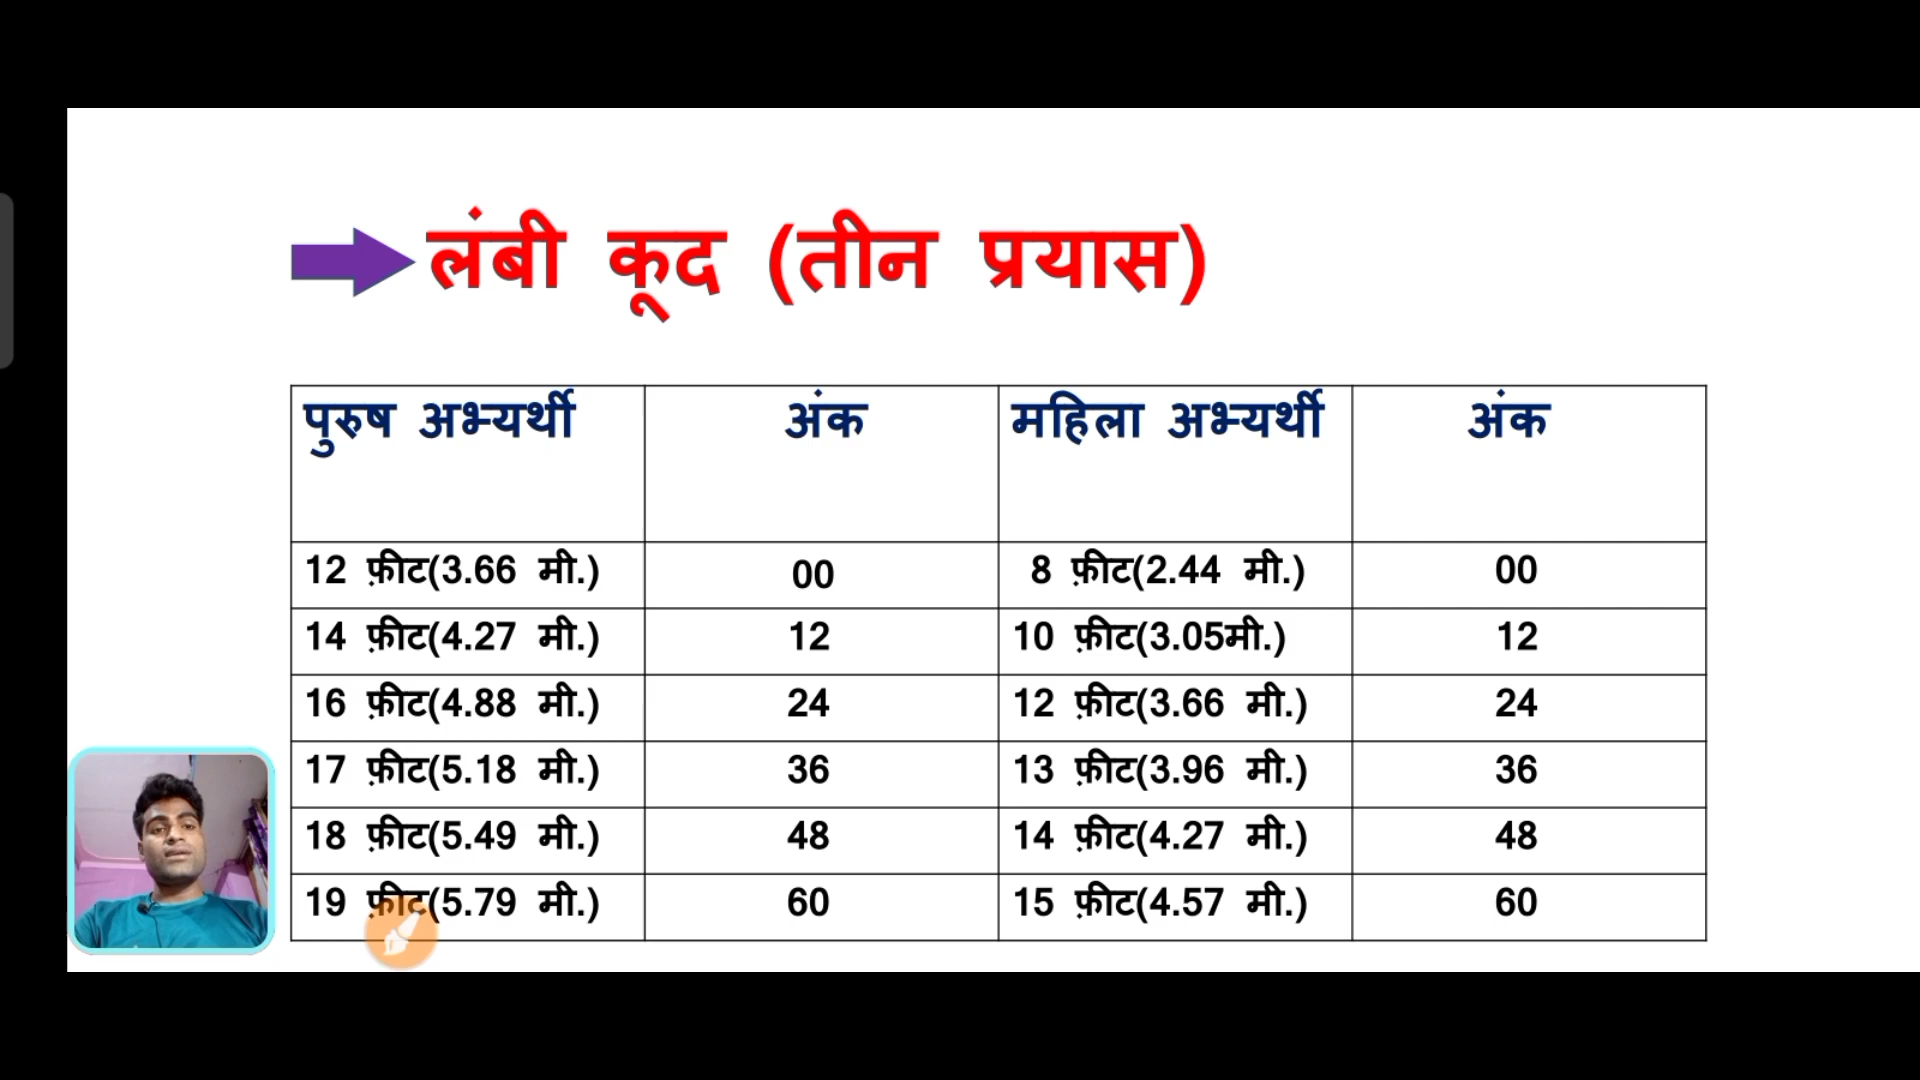 लंबी कूद (तीन प्रयास)
पुरुष अभ्यर्थी अंक महिला अभ्यर्थी अंक
12 फ़ीट(3.66 मी.) 00 8 फ़ीट(2.44 मी.) 00
14 फ़ीट(4.27 मी.) 12 10 फ़ीट(3.05मी.) 12
16 फ़ीट(4.88 मी.) 24 12 फ़ीट(3.66 मी.) 24
17 फ़ीट(5.18 मी.) 36 13 फ़ीट(3.96 मी.) 36
18 फ़ीट(5.49 मी.) 48 14 फ़ीट(4.27 मी.) 48
19 फ़ीट(5.79 मी.) 60 15 फ़ीट(4.57 मी.) 60